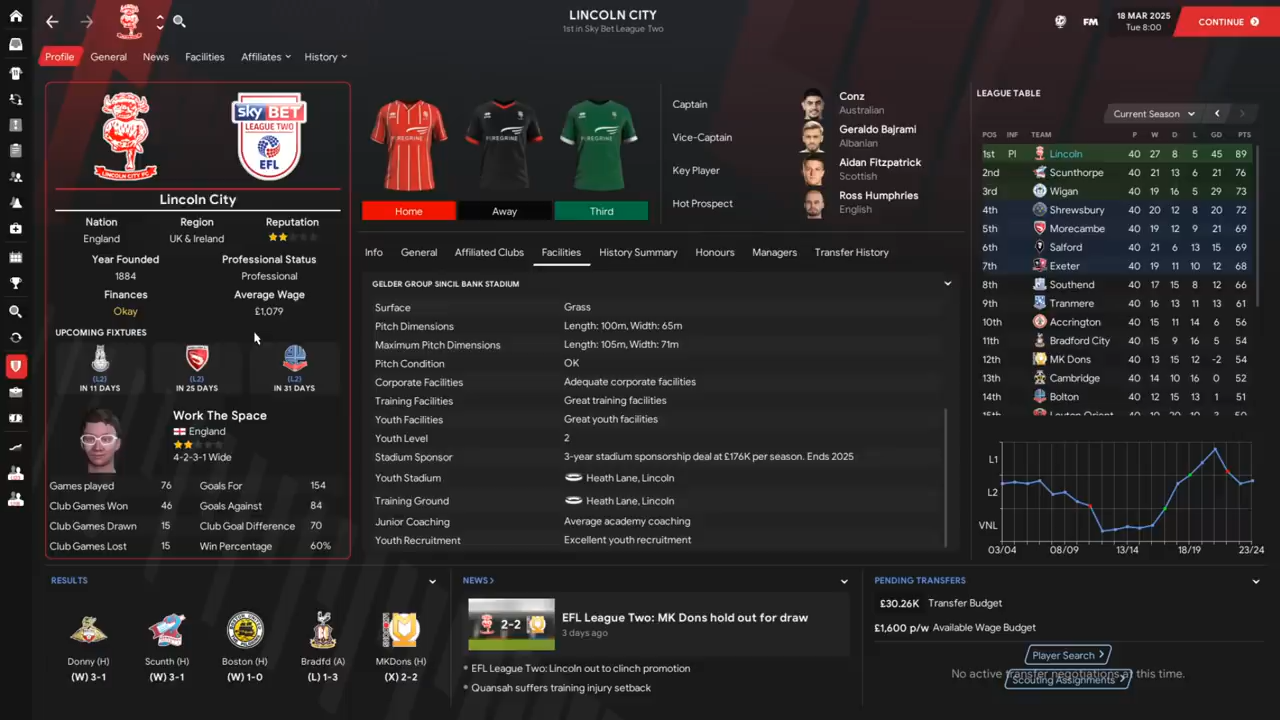 LINCOLN CITY
1st in Sky Bet League Two
FM
18 MAR 2025
Tue 8:00
CONTINUE
Profile
General
News
Facilities
Affiliates
History
LINCOLN CITY FC
sky BET
LEAGUE TWO
EFL
Lincoln City
Nation Region Reputation
England UK & Ireland
Year Founded Professional Status
1884 Professional
Finances Average Wage
Okay £1,079
UPCOMING FIXTURES
(L2) (L2) (L2)
IN 11 DAYS IN 25 DAYS IN 31 DAYS
Work The Space
England
4-2-3-1 Wide
Games played 76 Goals For 154
Club Games Won 46 Goals Against 84
Club Games Drawn 15 Club Goal Difference 70
Club Games Lost 15 Win Percentage 60%
PEREGRINE PEREGRINE PEREGRINE
Home Away Third
Captain Conz
Australian
Vice-Captain Geraldo Bajrami
Albanian
Key Player Aidan Fitzpatrick
Scottish
Hot Prospect Ross Humphries
English
Info General Affiliated Clubs Facilities History Summary Honours Managers Transfer History
GELDER GROUP SINCIL BANK STADIUM
Surface Grass
Pitch Dimensions Length: 100m, Width: 65m
Maximum Pitch Dimensions Length: 105m, Width: 71m
Pitch Condition OK
Corporate Facilities Adequate corporate facilities
Training Facilities Great training facilities
Youth Facilities Great youth facilities
Youth Level 2
Stadium Sponsor 3-year stadium sponsorship deal at £176K per season. Ends 2025
Youth Stadium Heath Lane, Lincoln
Training Ground Heath Lane, Lincoln
Junior Coaching Average academy coaching
Youth Recruitment Excellent youth recruitment
LEAGUE TABLE
Current Season
POS INF TEAM P W D L GD PTS
1st Pl Lincoln 40 27 8 5 45 89
2nd Scunthorpe 40 21 13 6 21 76
3rd Wigan 40 19 16 5 29 73
4th Shrewsbury 40 20 12 8 20 72
5th Morecambe 40 19 12 9 21 69
6th Salford 40 21 6 13 15 69
7th Exeter 40 19 11 10 12 68
8th Southend 40 17 15 8 12 66
9th Tranmere 40 16 13 11 13 61
10th Accrington 40 15 11 14 6 56
11th Bradford City 40 15 9 16 5 54
12th MK Dons 40 13 15 12 -2 54
13th Cambridge 40 14 10 16 0 52
14th Bolton 40 12 15 13 1 51
15th Leyton Orient
L1
L2
VNL
03/04 08/09 13/14 18/19 23/24
RESULTS
Donny (H) Scunth (H) Boston (H) Bradfd (A) MKDons (H)
(W) 3-1 (W) 3-1 (W) 1-0 (L) 1-3 (X) 2-2
NEWS
2-2
EFL League Two: MK Dons hold out for draw
3 days ago
EFL League Two: Lincoln out to clinch promotion
Quansah suffers training injury setback
PENDING TRANSFERS
£30.26K Transfer Budget
£1,600 p/w Available Wage Budget
Player Search
No active transfer negotiations at this time.
Scouting Assignments